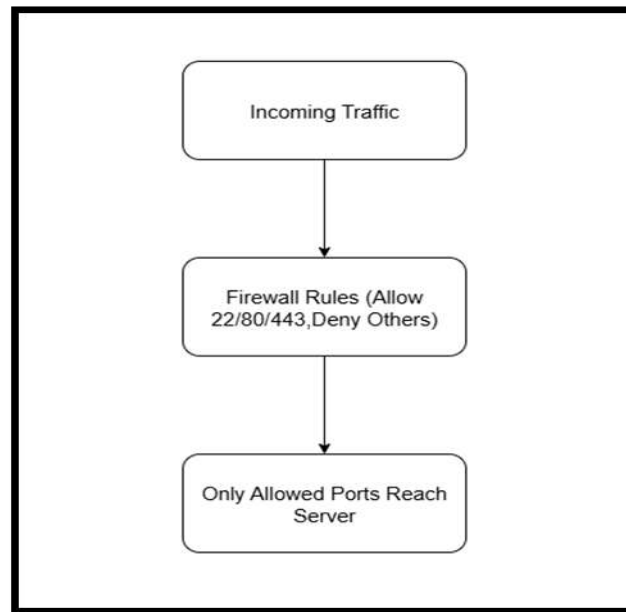 Incoming Traffic
Firewall Rules (Allow
22/80/443,Deny Others)
Only Allowed Ports Reach
Server